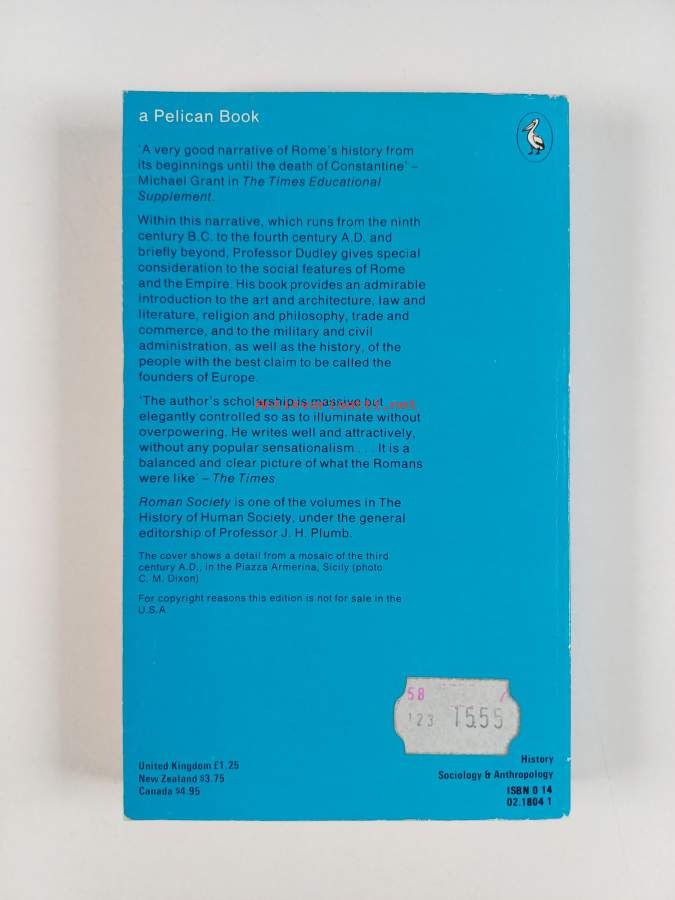 a Pelican Book
‘A very good narrative of Rome’s history from
its beginnings until the death of Constantine’ –
Michael Grant in The Times Educational
Supplement.
Within this narrative, which runs from the ninth
century B.C. to the fourth century A.D. and
briefly beyond, Professor Dudley gives special
consideration to the social features of Rome
and the Empire. His book provides an admirable
introduction to the art and architecture, law and
literature, religion and philosophy, trade and
commerce, and to the military and civil
administration, as well as the history, of the
people with the best claim to be called the
founders of Europe.
‘The author’s scholarship is massive but
Antikvariaatti.net
elegantly controlled so as to illuminate without
overpowering. He writes well and attractively,
without any popular sensationalism . . . It is a
balanced and clear picture of what the Romans
were like’ – The Times
Roman Society is one of the volumes in The
History of Human Society, under the general
editorship of Professor J. H. Plumb.
The cover shows a detail from a mosaic of the third
century A.D., in the Piazza Armerina, Sicily (photo
C. M. Dixon)
For copyright reasons this edition is not for sale in the
U.S.A.
58
123 15.55
United Kingdom £1.25
New Zealand $3.75
Canada $4.95
History
Sociology & Anthropology
ISBN 0 14
02.1804 1